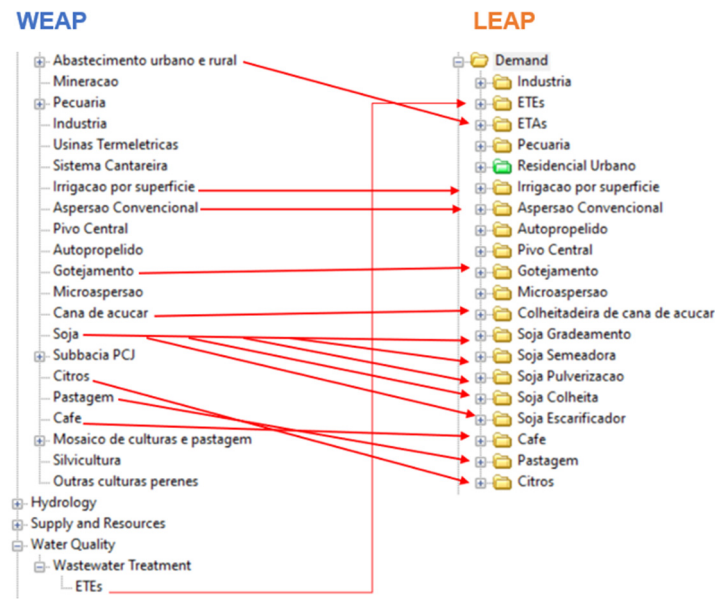 WEAP
Abastecimento urbano e rural
Mineracao
Pecuaria
Industria
Usinas Termeletricas
Sistema Cantareira
Irrigacao por superficie
Aspersao Convencional
Pivo Central
Autopropelido
Gotejamento
Microaspersao
Cana de acucar
Soja
Subbacia PCJ
Citros
Pastagem
Cafe
Mosaico de culturas e pastagem
Silvicultura
Outras culturas perenes
Hydrology
Supply and Resources
Water Quality
Wastewater Treatment
ETEs
LEAP
Demand
Industria
ETEs
ETAs
Pecuaria
Residencial Urbano
Irrigacao por superficie
Aspersao Convencional
Autopropelido
Pivo Central
Gotejamento
Microaspersao
Colheitadeira de cana de acucar
Soja Gradeamento
Soja Semeadora
Soja Pulverizacao
Soja Colheita
Soja Escarificador
Cafe
Pastagem
Citros